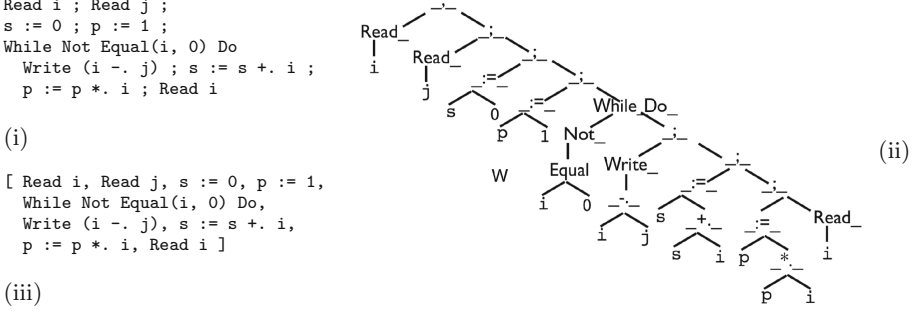 Read i ; Read j ;
s := 0 ; p := 1 ;
While Not Equal(i, 0) Do
Write (i -. j) ; s := s +. i ;
p := p *. i ; Read i
(i)
[ Read i, Read j, s := 0, p := 1,
While Not Equal(i, 0) Do,
Write (i -. j), s := s +. i,
p := p *. i, Read i ]
(iii)
_;_
Read_ _;_
i Read_ _;_
j _:=_ _;_
s 0 _:=_ While_Do_
p 1 Not_ _;_
(ii)
W Equal Write_ _;_
i 0 _-._ _:=_ _;_
i j s _+._ _:=_ Read_
s i p _*._ i
p i